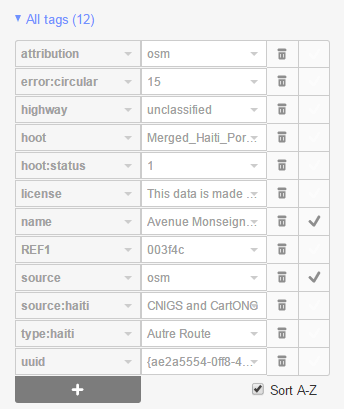 All tags (12)
attribution osm
error:circular 15
highway unclassified
hoot Merged_Haiti_Por...
hoot:status 1
license This data is made ...
name Avenue Monseign...
REF1 003f4c
source osm
source:haiti CNIGS and CartONG
type:haiti Autre Route
uuid {ae2a5554-0ff8-4...
+
Sort A-Z